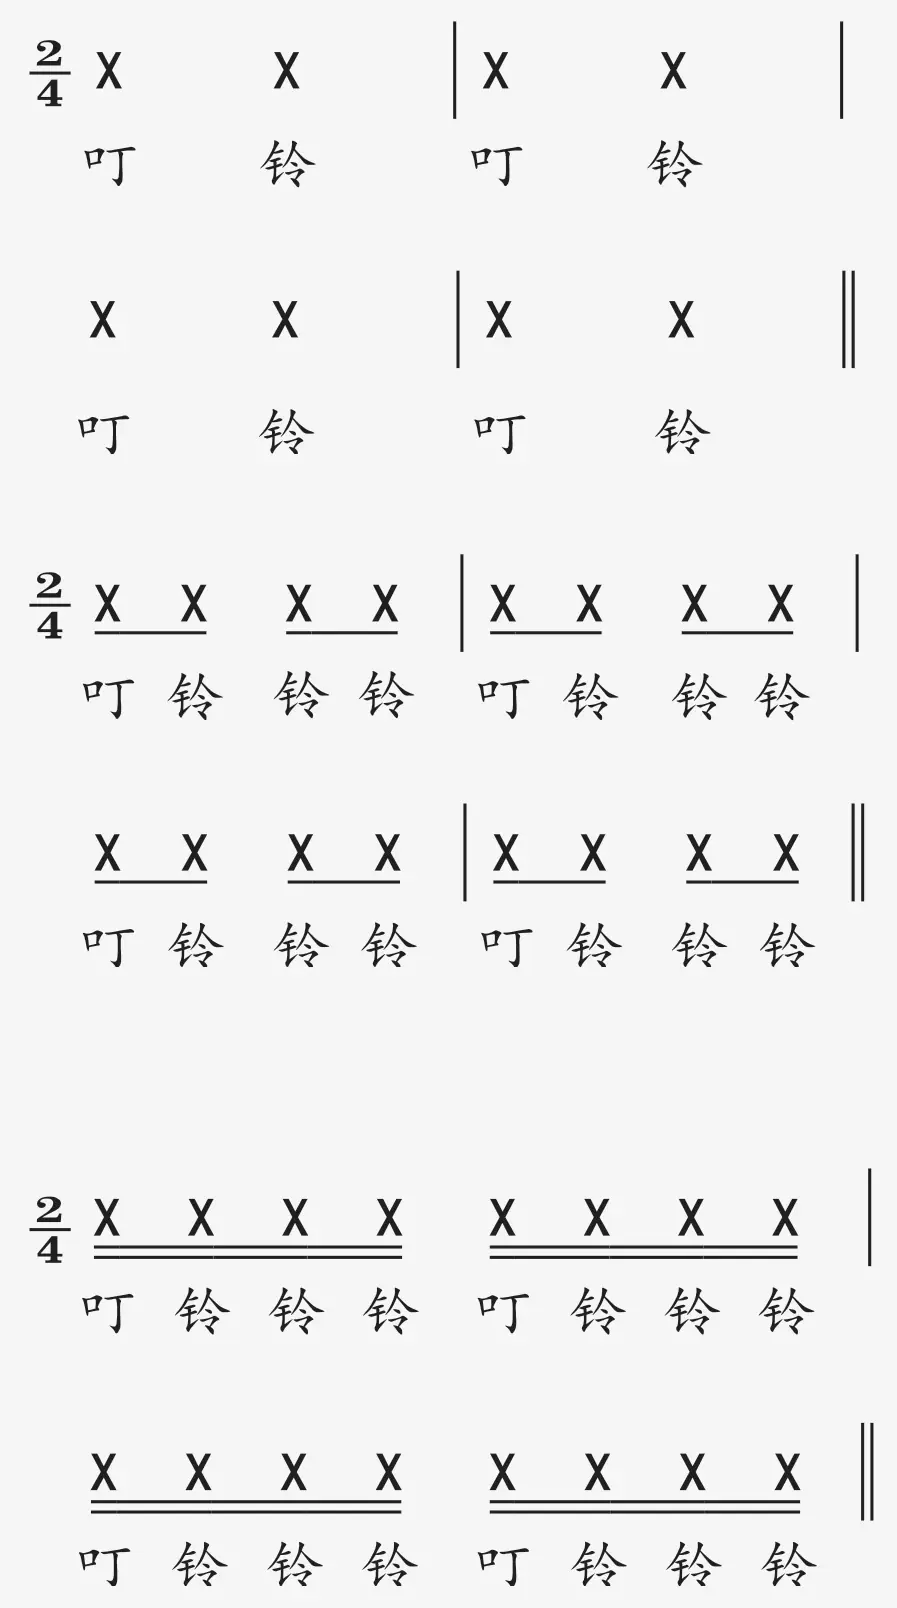 2/4 X X | X X |
叮 铃 叮 铃
X X | X X ‖
叮 铃 叮 铃
2/4 X X X X | X X X X |
叮 铃 铃 铃 叮 铃 铃 铃
X X X X | X X X X ‖
叮 铃 铃 铃 叮 铃 铃 铃
2/4 X X X X X X X X |
叮 铃 铃 铃 叮 铃 铃 铃
X X X X X X X X ‖
叮 铃 铃 铃 叮 铃 铃 铃